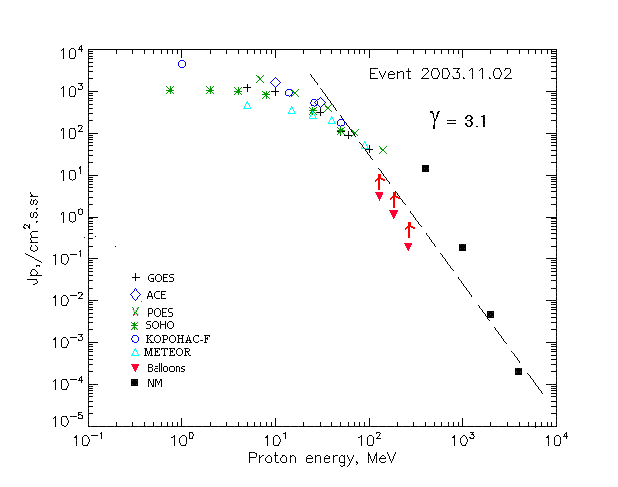 Event 2003.11.02
γ = 3.1
Jp,/cm².s.sr
10⁴
10³
10²
10¹
10⁰
10⁻¹
10⁻²
10⁻³
10⁻⁴
10⁻⁵
GOES
ACE
POES
SOHO
KOPOHAC-F
METEOR
Balloons
NM
10⁻¹ 10⁰ 10¹ 10² 10³ 10⁴
Proton energy, MeV